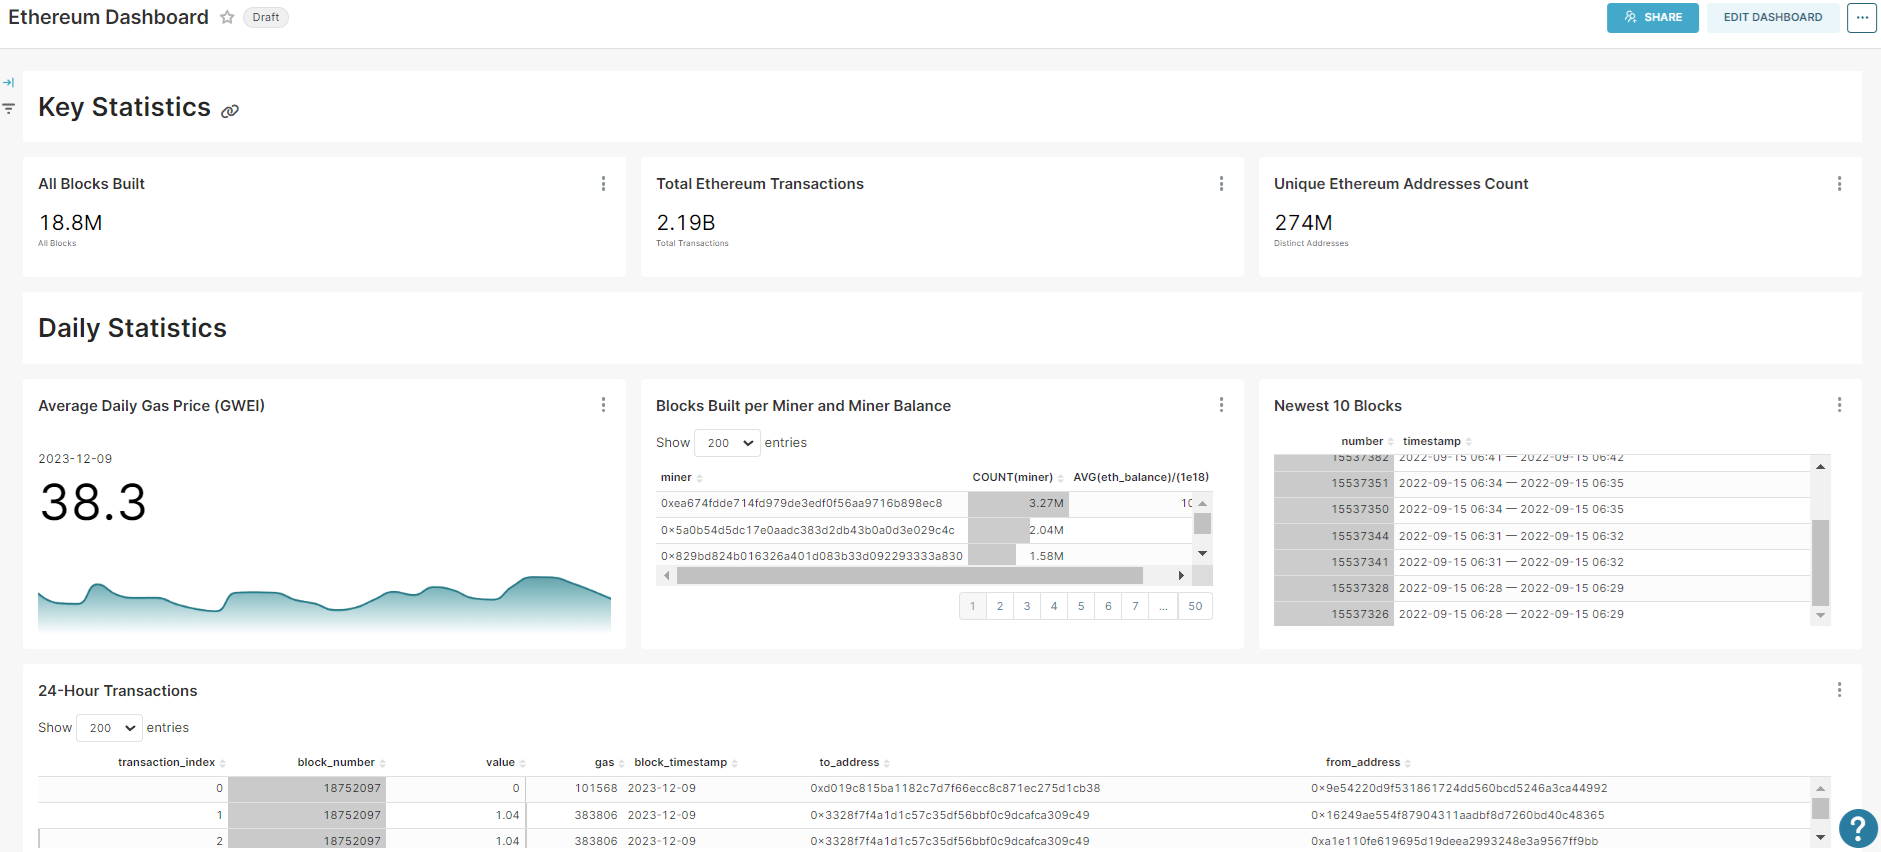 Ethereum Dashboard Draft SHARE EDIT DASHBOARD ...
Key Statistics
All Blocks Built
18.8M
All Blocks
Total Ethereum Transactions
2.19B
Total Transactions
Unique Ethereum Addresses Count
274M
Distinct Addresses
Daily Statistics
Average Daily Gas Price (GWEI)
2023-12-09
38.3
Blocks Built per Miner and Miner Balance
Show 200 entries
miner COUNT(miner) AVG(eth_balance)/(1e18)
0xea674fdde714fd979de3edf0f56aa9716b898ec8 3.27M 10
0x5a0b54d5dc17e0aadc383d2db43b0a0d3e029c4c 2.04M
0x829bd824b016326a401d083b33d092293333a830 1.58M
1 2 3 4 5 6 7 ... 50
Newest 10 Blocks
number timestamp
15537382 2022-09-15 06:41 — 2022-09-15 06:42
15537351 2022-09-15 06:34 — 2022-09-15 06:35
15537350 2022-09-15 06:34 — 2022-09-15 06:35
15537344 2022-09-15 06:31 — 2022-09-15 06:32
15537341 2022-09-15 06:31 — 2022-09-15 06:32
15537328 2022-09-15 06:28 — 2022-09-15 06:29
15537326 2022-09-15 06:28 — 2022-09-15 06:29
24-Hour Transactions
Show 200 entries
transaction_index block_number value gas block_timestamp to_address from_address
0 18752097 0 101568 2023-12-09 0xd019c815ba1182c7d7f66ecc8c871ec275d1cb38 0x9e54220d9f531861724dd560bcd5246a3ca44992
1 18752097 1.04 383806 2023-12-09 0x3328f7f4a1d1c57c35df56bbf0c9dcafca309c49 0x16249ae554f87904311aadbf8d7260bd40c48365
2 18752097 1.04 383806 2023-12-09 0x3328f7f4a1d1c57c35df56bbf0c9dcafca309c49 0xa1e110fe619695d19deea2993248e3a9567ff9bb
?